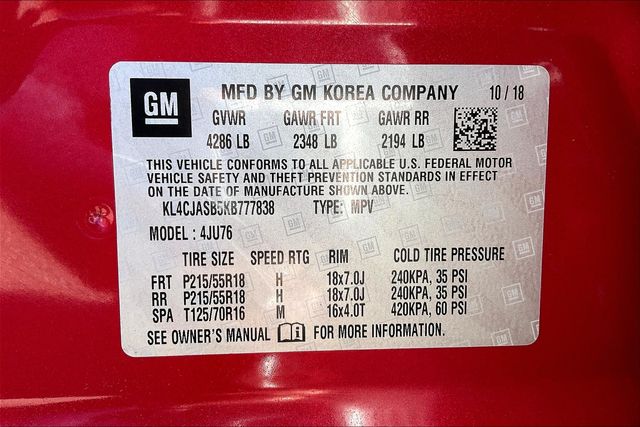 GM
MFD BY GM KOREA COMPANY 10 / 18
GVWR GAWR FRT GAWR RR
4286 LB 2348 LB 2194 LB
THIS VEHICLE CONFORMS TO ALL APPLICABLE U.S. FEDERAL MOTOR
VEHICLE SAFETY AND THEFT PREVENTION STANDARDS IN EFFECT
ON THE DATE OF MANUFACTURE SHOWN ABOVE.
KL4CJASB5KB777838 TYPE: MPV
MODEL : 4JU76
TIRE SIZE SPEED RTG RIM COLD TIRE PRESSURE
FRT P215/55R18 H 18x7.0J 240KPA, 35 PSI
RR P215/55R18 H 18x7.0J 240KPA, 35 PSI
SPA T125/70R16 M 16x4.0T 420KPA, 60 PSI
SEE OWNER'S MANUAL i FOR MORE INFORMATION.